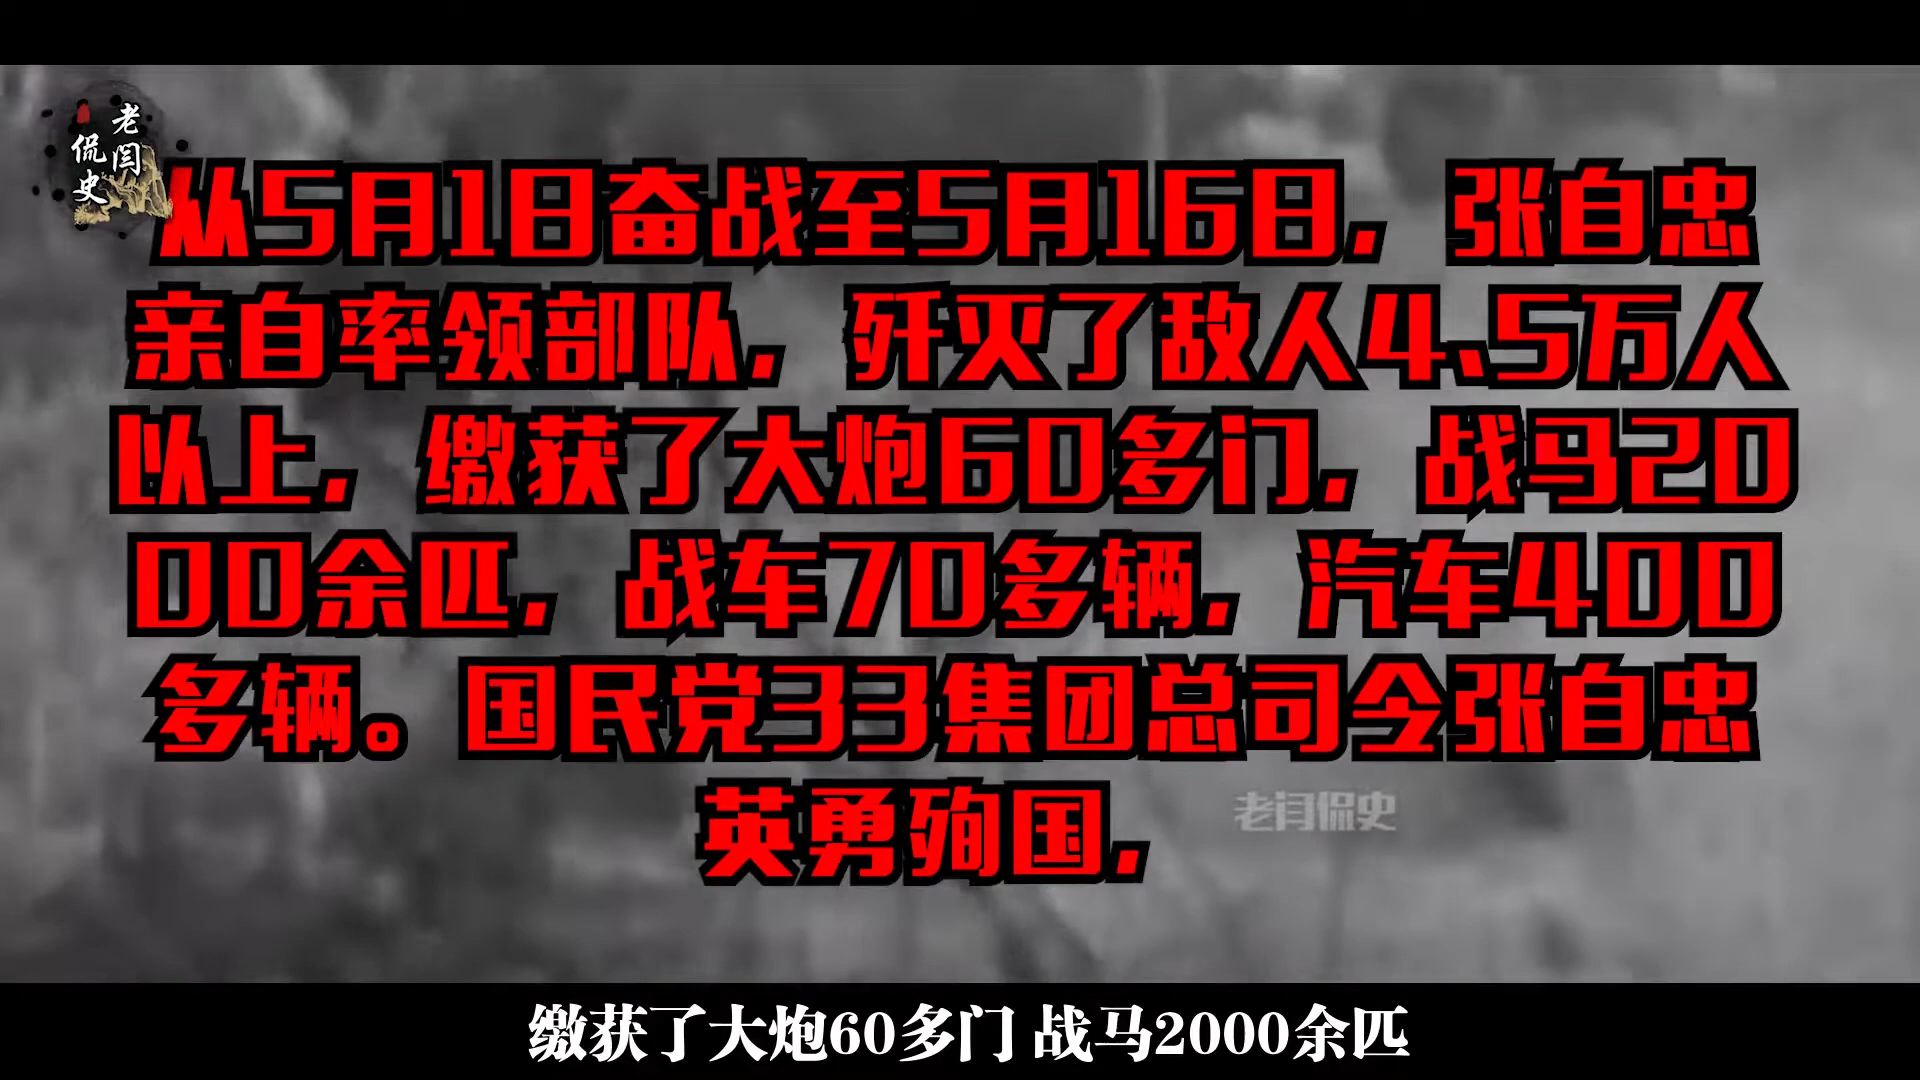 老闫
侃史
从5月1日奋战至5月16日，张自忠
亲自率领部队，歼灭了敌人4、5万人
以上，缴获了大炮60多门，战马20
00余匹，战车70多辆，汽车400
多辆。国民党33集团总司令张自忠
英勇殉国，
老闫侃史
缴获了大炮60多门 战马2000余匹